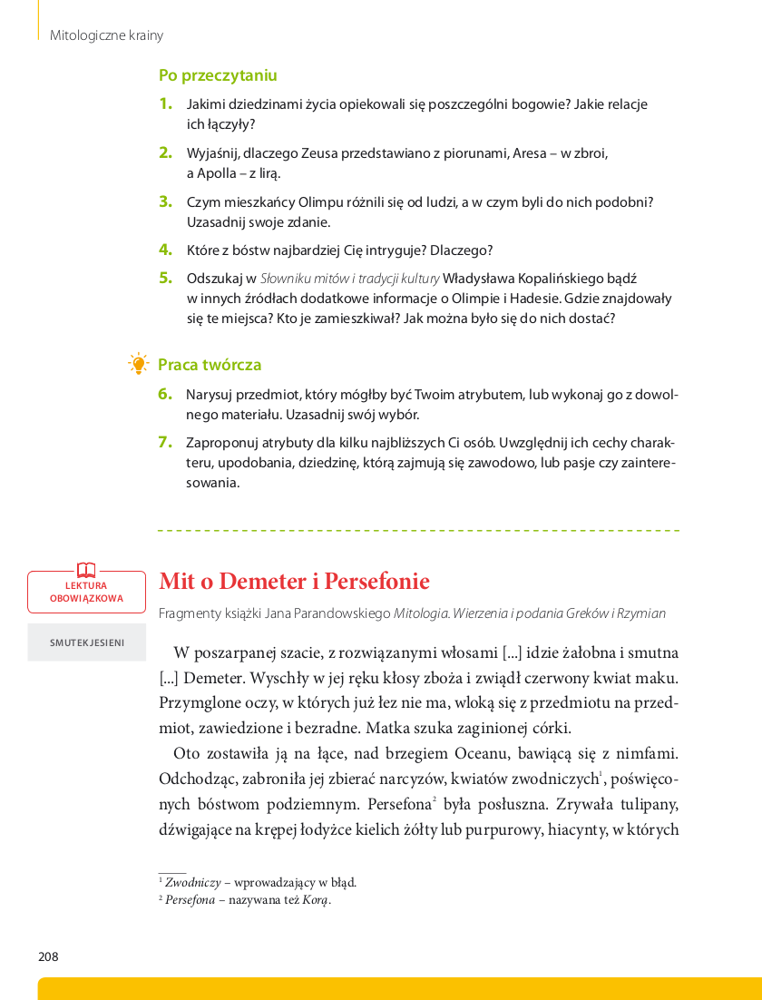 Mitologiczne krainy
Po przeczytaniu
1. Jakimi dziedzinami życia opiekowali się poszczególni bogowie? Jakie relacje
ich łączyły?
2. Wyjaśnij, dlaczego Zeusa przedstawiano z piorunami, Aresa – w zbroi,
a Apolla – z lirą.
3. Czym mieszkańcy Olimpu różnili się od ludzi, a w czym byli do nich podobni?
Uzasadnij swoje zdanie.
4. Które z bóstw najbardziej Cię intryguje? Dlaczego?
5. Odszukaj w Słowniku mitów i tradycji kultury Władysława Kopalińskiego bądź
w innych źródłach dodatkowe informacje o Olimpie i Hadesie. Gdzie znajdowały
się te miejsca? Kto je zamieszkiwał? Jak można było się do nich dostać?
Praca twórcza
6. Narysuj przedmiot, który mógłby być Twoim atrybutem, lub wykonaj go z dowol-
nego materiału. Uzasadnij swój wybór.
7. Zaproponuj atrybuty dla kilku najbliższych Ci osób. Uwzględnij ich cechy charak-
teru, upodobania, dziedzinę, którą zajmują się zawodowo, lub pasje czy zaintere-
sowania.
LEKTURA
OBOWIĄZKOWA
SMUTEK JESIENI
Mit o Demeter i Persefonie
Fragmenty książki Jana Parandowskiego Mitologia. Wierzenia i podania Greków i Rzymian
W poszarpanej szacie, z rozwiązanymi włosami [...] idzie żałobna i smutna
[...] Demeter. Wyschły w jej ręku kłosy zboża i zwiądł czerwony kwiat maku.
Przymglone oczy, w których już łez nie ma, wloką się z przedmiotu na przed-
miot, zawiedzione i bezradne. Matka szuka zaginionej córki.
Oto zostawiła ją na łące, nad brzegiem Oceanu, bawiącą się z nimfami.
Odchodząc, zabroniła jej zbierać narcyzów, kwiatów zwodniczych¹, poświęco-
nych bóstwom podziemnym. Persefona² była posłuszna. Zrywała tulipany,
dźwigające na krępej łodyżce kielich żółty lub purpurowy, hiacynty, w których
¹ Zwodniczy – wprowadzający w błąd.
² Persefona – nazywana też Korą.
208